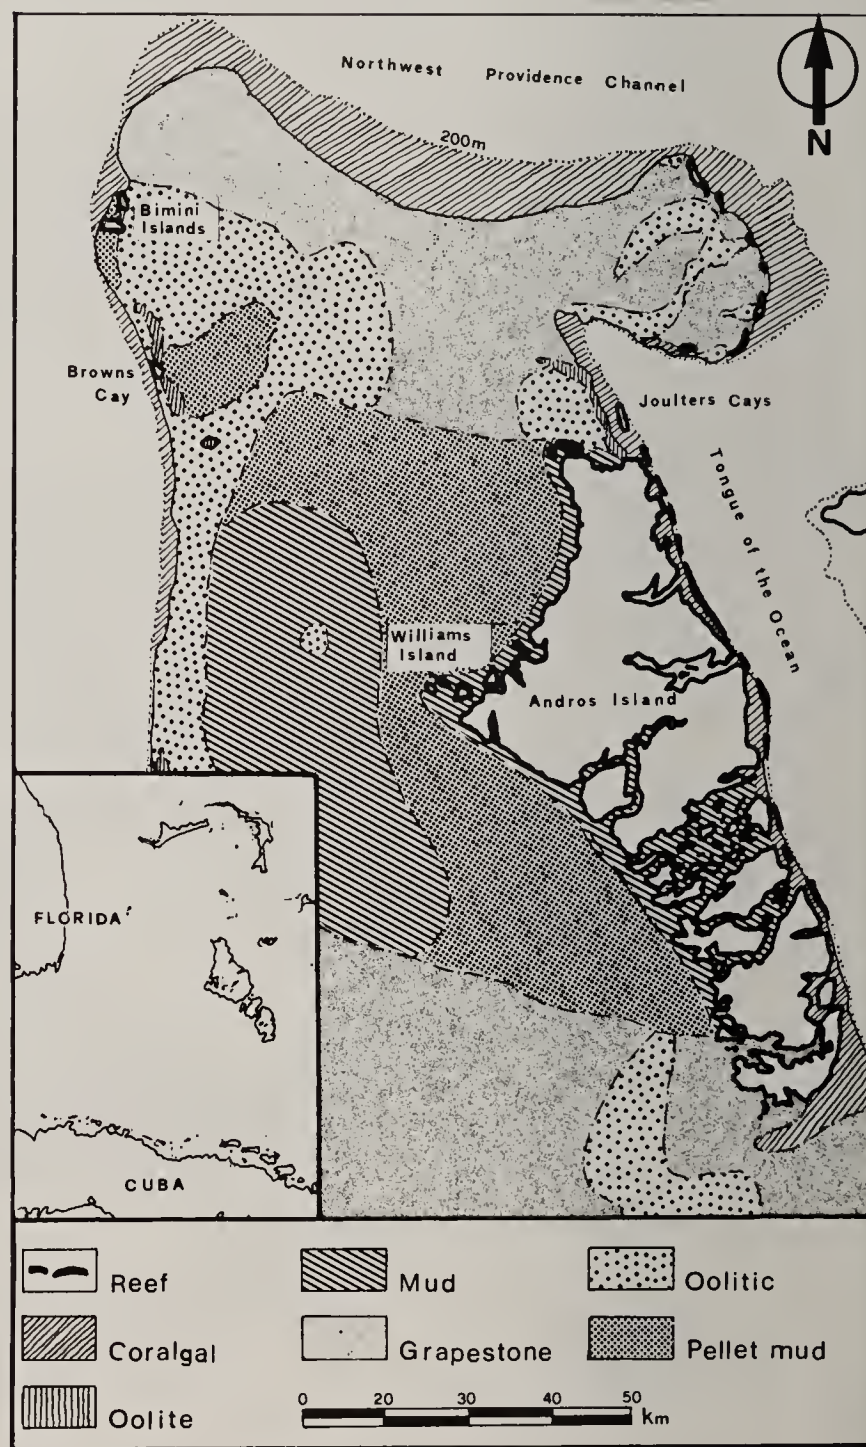 Northwest Providence Channel
N
200m
Bimini
Islands
Browns
Cay
Joulters Cays
Tongue of the Ocean
Williams
Island
Andros Island
FLORIDA
CUBA
Reef
Mud
Oolitic
Coralgal
Grapestone
Pellet mud
Oolite
0 20 30 40 50
km